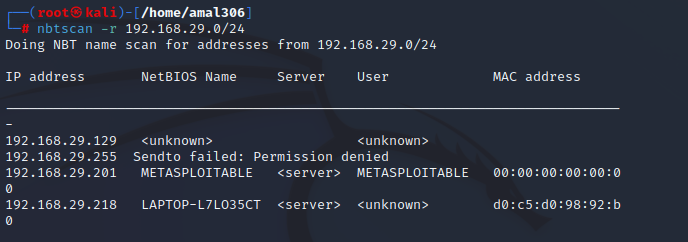 ┌──(root㉿kali)-[/home/amal306]
└─# nbtscan -r 192.168.29.0/24
Doing NBT name scan for addresses from 192.168.29.0/24
IP address       NetBIOS Name     Server    User             MAC address
------------------------------------------------------------------------------
-
192.168.29.129   <unknown>                  <unknown>
192.168.29.255  Sendto failed: Permission denied
192.168.29.201   METASPLOITABLE   <server>  METASPLOITABLE   00:00:00:00:00:0
0
192.168.29.218   LAPTOP-L7LO35CT  <server>  <unknown>        d0:c5:d0:98:92:b
0